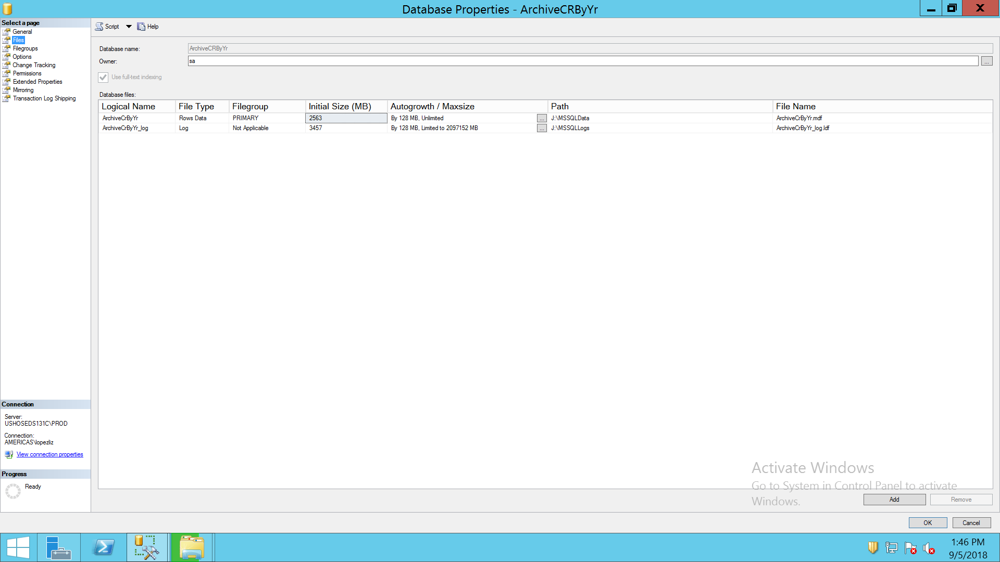 Database Properties - ArchiveCRByYr
Select a page
General
Files
Filegroups
Options
Change Tracking
Permissions
Extended Properties
Mirroring
Transaction Log Shipping
Script
Help
Database name:
ArchiveCRByYr
Owner:
sa
...
Use full-text indexing
Database files:
Logical Name File Type Filegroup Initial Size (MB) Autogrowth / Maxsize Path File Name
ArchiveCrByYr Rows Data PRIMARY 2563 By 128 MB, Unlimited ... J:\MSSQLData ArchiveCrByYr.mdf
ArchiveCrByYr_log Log Not Applicable 3457 By 128 MB, Limited to 2097152 MB ... J:\MSSQLLogs ArchiveCrByYr_log.ldf
Connection
Server:
USHOSEDS131C\PROD
Connection:
AMERICAS\lopezliz
View connection properties
Progress
Ready
Activate Windows
Go to System in Control Panel to activate
Windows.
Add
Remove
OK
Cancel
1:46 PM
9/5/2018